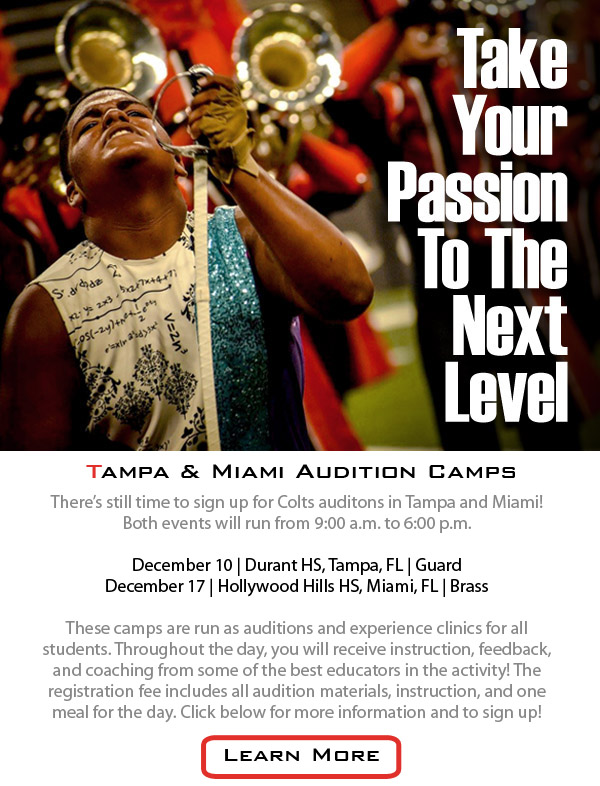 Take
Your
Passion
To The
Next
Level
TAMPA & MIAMI AUDITION CAMPS
There's still time to sign up for Colts auditons in Tampa and Miami!
Both events will run from 9:00 a.m. to 6:00 p.m.
December 10 | Durant HS, Tampa, FL | Guard
December 17 | Hollywood Hills HS, Miami, FL | Brass
These camps are run as auditions and experience clinics for all
students. Throughout the day, you will receive instruction, feedback,
and coaching from some of the best educators in the activity! The
registration fee includes all audition materials, instruction, and one
meal for the day. Click below for more information and to sign up!
LEARN MORE